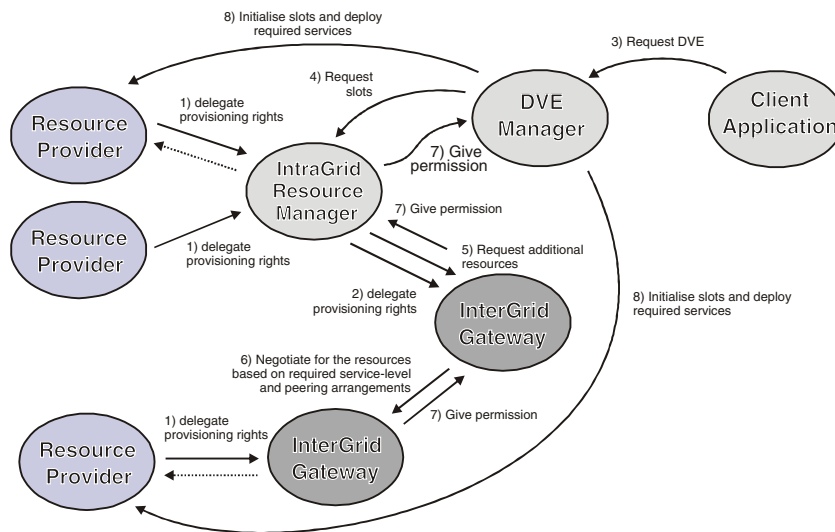 8) Initialise slots and deploy
required services
3) Request DVE
4) Request
slots
DVE
Manager
Client
Application
Resource
Provider
1) delegate
provisioning rights
IntraGrid
Resource
Manager
7) Give
permission
Resource
Provider
1) delegate
provisioning rights
7) Give permission
5) Request additional
resources
2) delegate
provisioning rights
InterGrid
Gateway
8) Initialise slots and deploy
required services
6) Negotiate for the resources
based on required service-level
and peering arrangements
7) Give permission
Resource
Provider
1) delegate
provisioning rights
InterGrid
Gateway